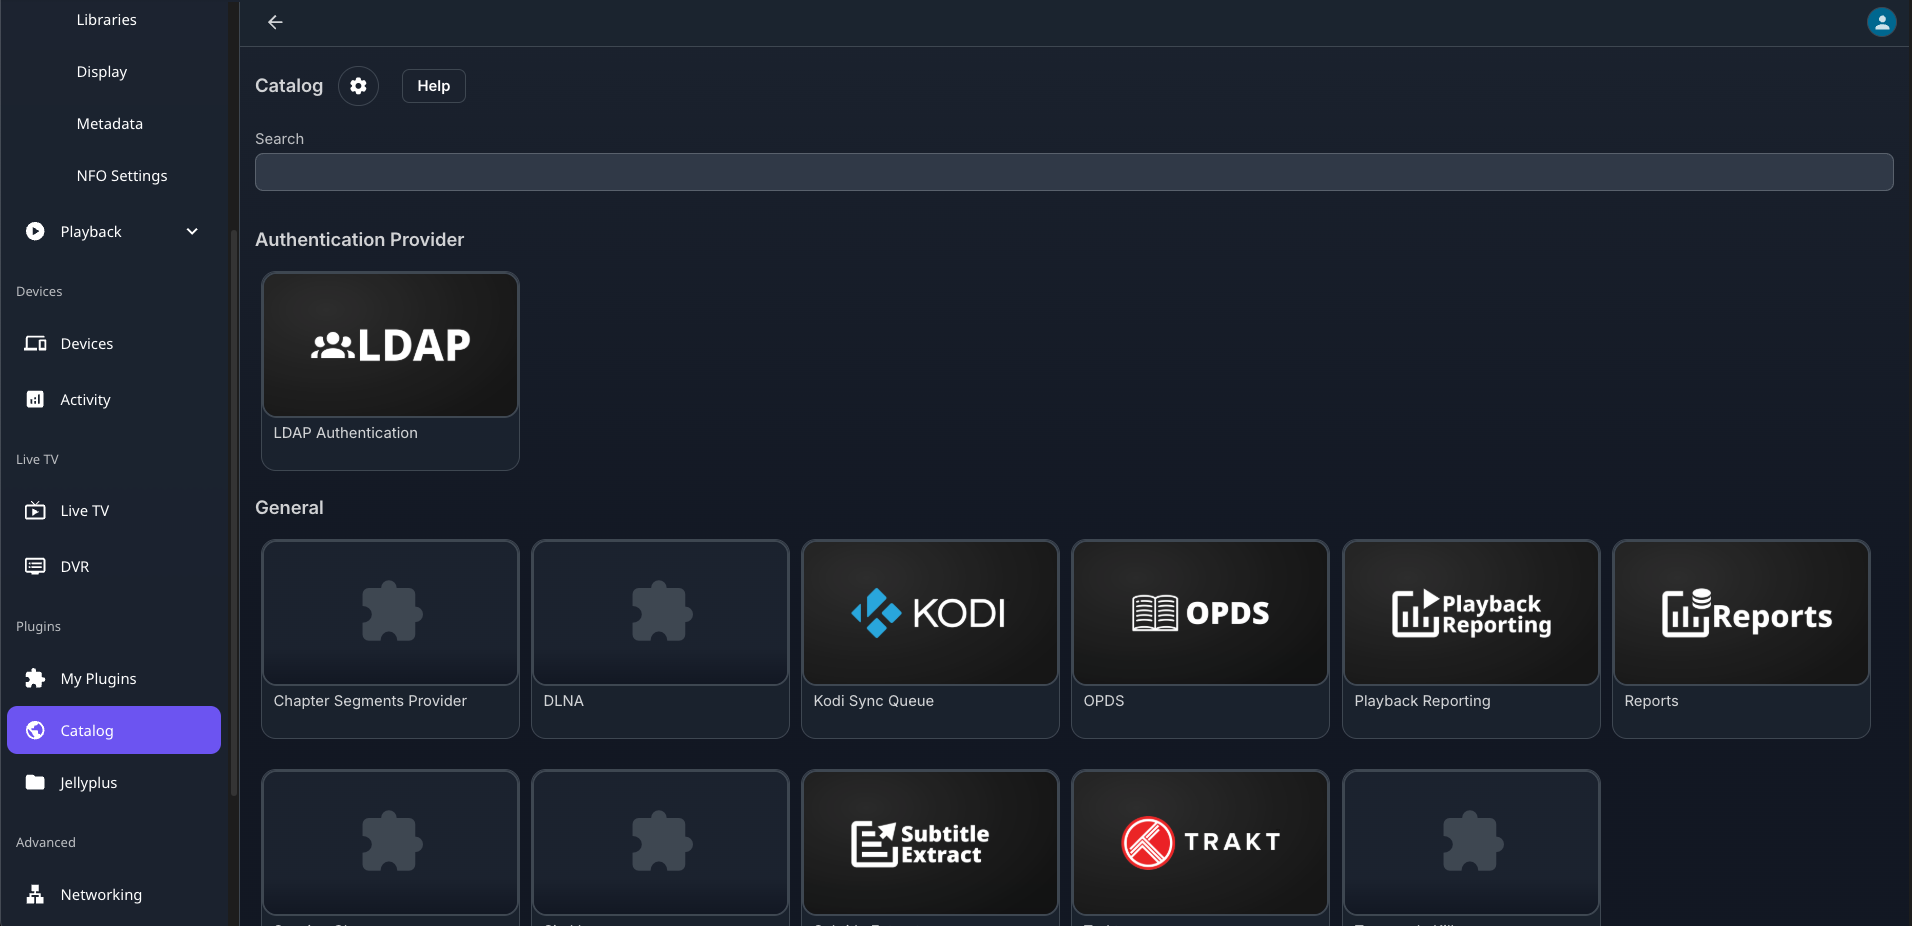 Libraries
Display
Metadata
NFO Settings
Playback
Devices
Devices
Activity
Live TV
Live TV
DVR
Plugins
My Plugins
Catalog
Jellyplus
Advanced
Networking
Catalog
Help
Search
Authentication Provider
LDAP
LDAP Authentication
General
KODI
OPDS
Playback
Reporting
Reports
Chapter Segments Provider
DLNA
Kodi Sync Queue
OPDS
Playback Reporting
Reports
Subtitle
Extract
TRAKT